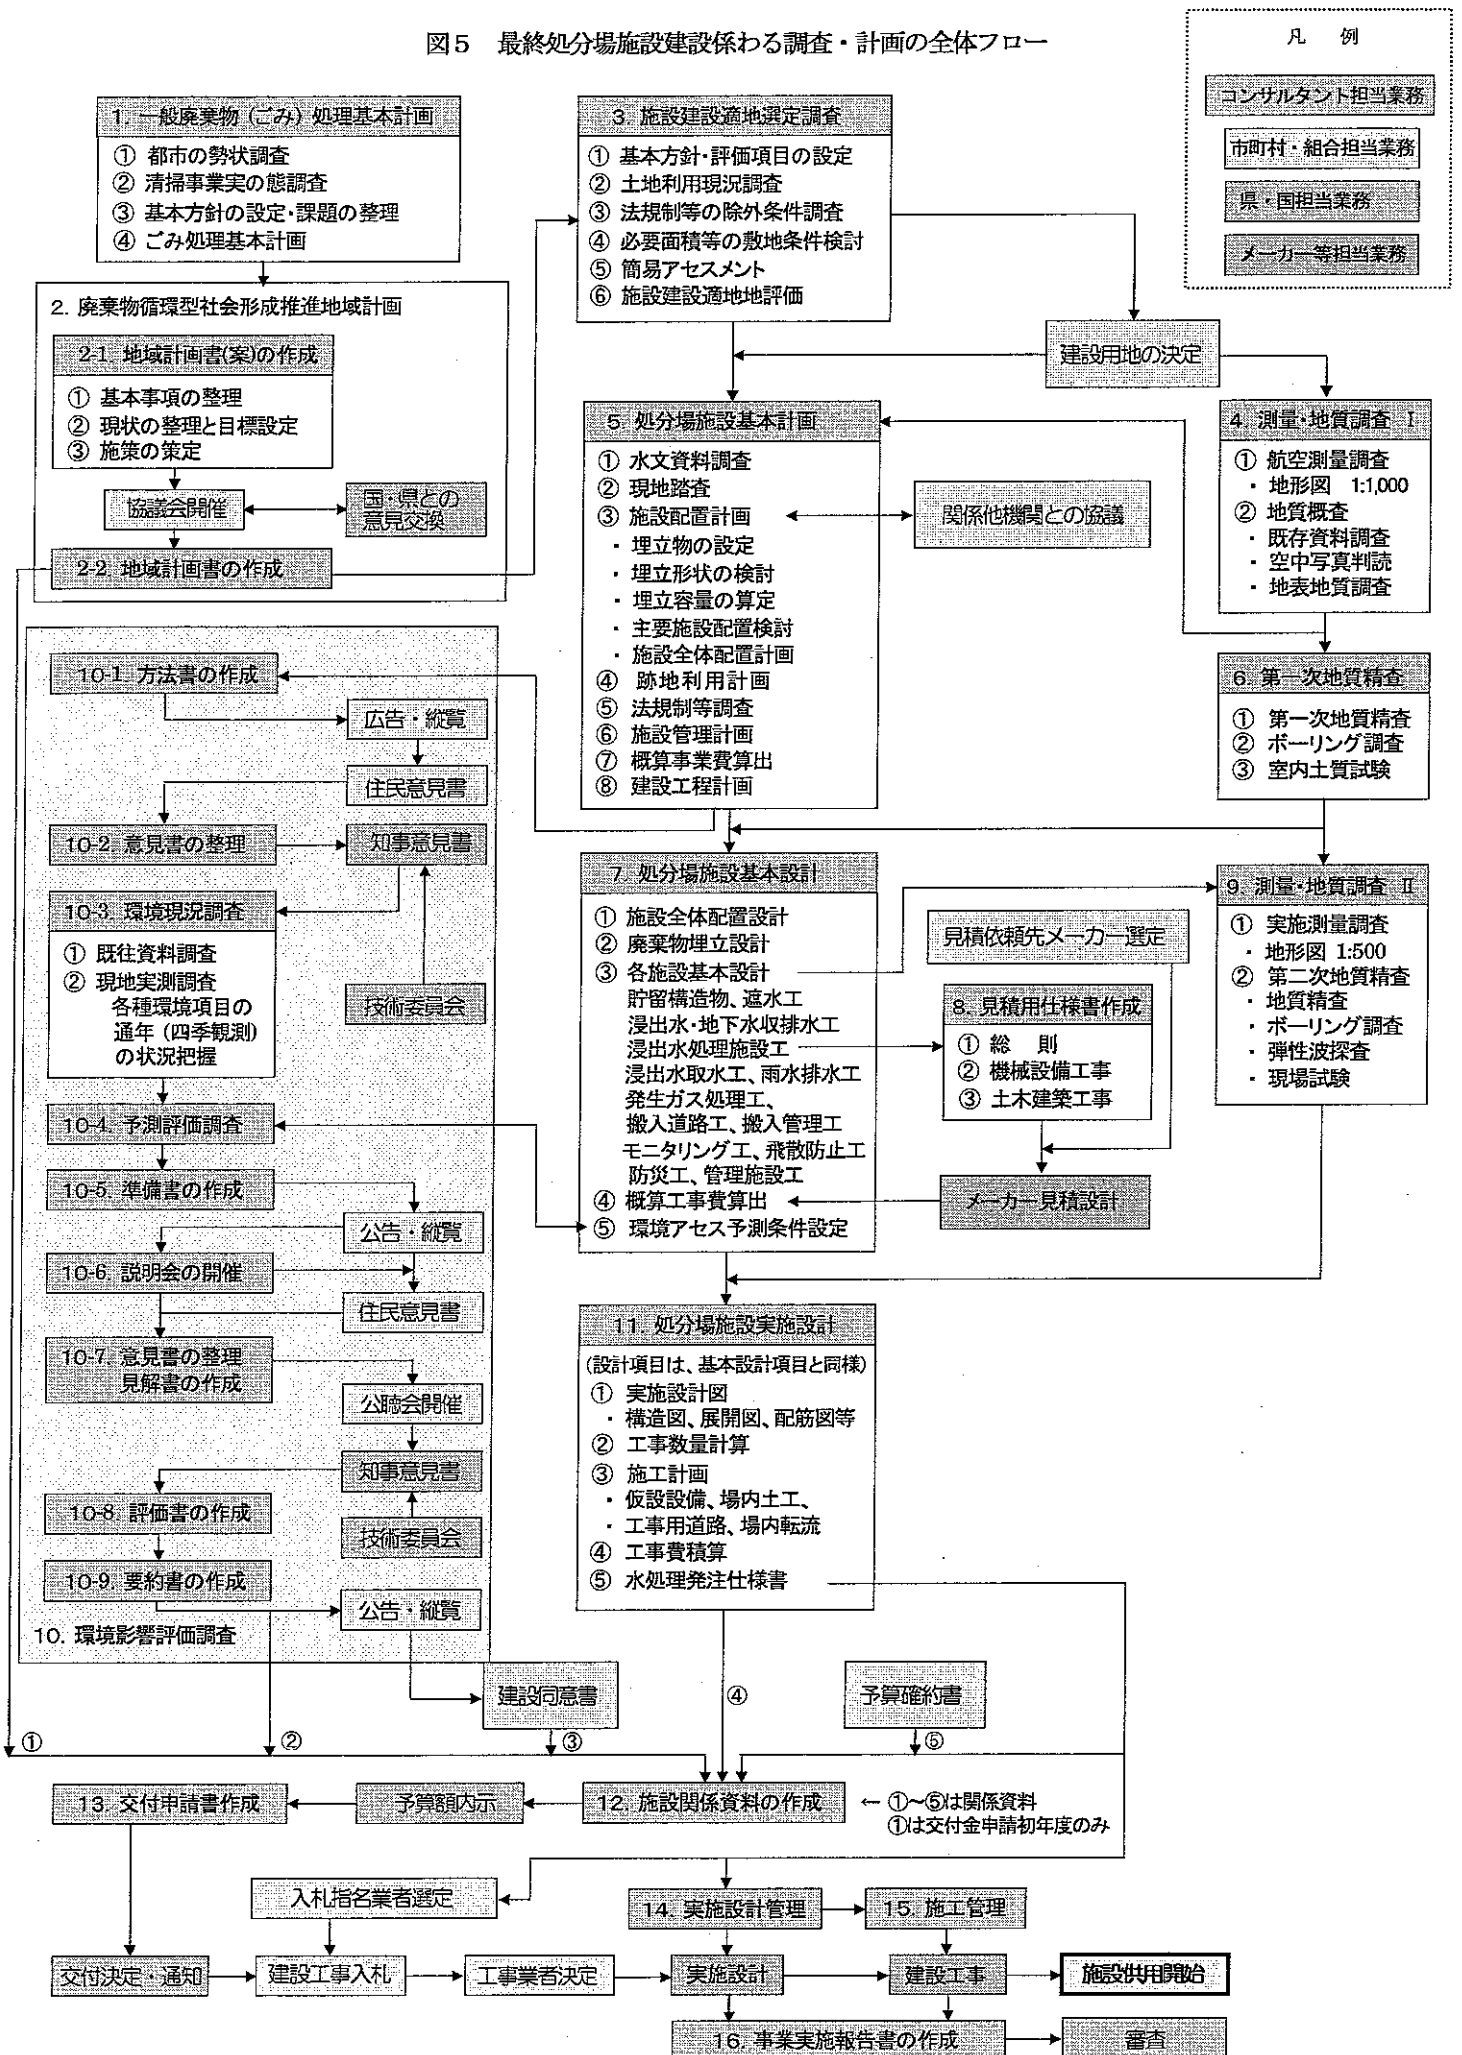 図5　最終処分場施設建設係わる調査・計画の全体フロー
凡　例
コンサルタント担当業務
市町村・組合担当業務
県・国担当業務
メーカー等担当業務
1. 一般廃棄物（ごみ）処理基本計画
① 都市の勢状調査
② 清掃事業実の態調査
③ 基本方針の設定・課題の整理
④ ごみ処理基本計画
2. 廃棄物循環型社会形成推進地域計画
2-1. 地域計画書(案)の作成
① 基本事項の整理
② 現状の整理と目標設定
③ 施策の策定
協議会開催
国・県との
意見交換
2-2. 地域計画書の作成
3. 施設建設適地選定調査
① 基本方針・評価項目の設定
② 土地利用現況調査
③ 法規制等の除外条件調査
④ 必要面積等の敷地条件検討
⑤ 簡易アセスメント
⑥ 施設建設適地地評価
建設用地の決定
4. 測量・地質調査 Ⅰ
① 航空測量調査
・地形図 1:1,000
② 地質概査
・既存資料調査
・空中写真判読
・地表地質調査
5. 処分場施設基本計画
① 水文資料調査
② 現地踏査
③ 施設配置計画
・埋立物の設定
・埋立形状の検討
・埋立容量の算定
・主要施設配置検討
・施設全体配置計画
④ 跡地利用計画
⑤ 法規制等調査
⑥ 施設管理計画
⑦ 概算事業費算出
⑧ 建設工程計画
関係他機関との協議
6. 第一次地質精査
① 第一次地質精査
② ボーリング調査
③ 室内土質試験
7. 処分場施設基本設計
① 施設全体配置設計
② 廃棄物埋立設計
③ 各施設基本設計
貯留構造物、遮水工
浸出水・地下水収排水工
浸出水処理施設工
浸出水取水工、雨水排水工
発生ガス処理工、
搬入道路工、搬入管理工
モニタリング工、飛散防止工
防災工、管理施設工
④ 概算工事費算出
⑤ 環境アセス予測条件設定
見積依頼先メーカー選定
8. 見積用仕様書作成
① 総　則
② 機械設備工事
③ 土木建築工事
メーカー見積設計
9. 測量・地質調査 Ⅱ
① 実施測量調査
・地形図 1:500
② 第二次地質精査
・地質精査
・ボーリング調査
・弾性波探査
・現場試験
10-1. 方法書の作成
広告・縦覧
住民意見書
10-2. 意見書の整理
知事意見書
10-3. 環境現況調査
① 既往資料調査
② 現地実測調査
各種環境項目の
通年（四季観測）
の状況把握
技術委員会
10-4. 予測評価調査
10-5. 準備書の作成
公告・縦覧
10-6. 説明会の開催
住民意見書
10-7. 意見書の整理
見解書の作成
公聴会開催
知事意見書
10-8. 評価書の作成
技術委員会
10-9. 要約書の作成
公告・縦覧
10. 環境影響評価調査
11. 処分場施設実施設計
(設計項目は、基本設計項目と同様)
① 実施設計図
・構造図、展開図、配筋図等
② 工事数量計算
③ 施工計画
・仮設設備、場内土工、
・工事用道路、場内転流
④ 工事費積算
⑤ 水処理発注仕様書
建設同意書
予算確約書
①
②
③
④
⑤
13. 交付申請書作成
予算額内示
12. 施設関係資料の作成
← ①～⑤は関係資料
①は交付金申請初年度のみ
入札指名業者選定
14. 実施設計管理
15. 施工管理
交付決定・通知
建設工事入札
工事業者決定
実施設計
建設工事
施設供用開始
16. 事業実施報告書の作成
審査